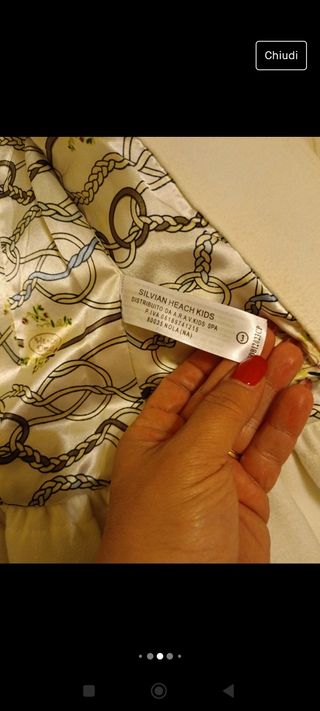 Chiudi
SILVIAN HEACH KIDS
DISTRIBUITO DA A.R.A.V.KIDS SPA
80035 NOLA (NA)
3